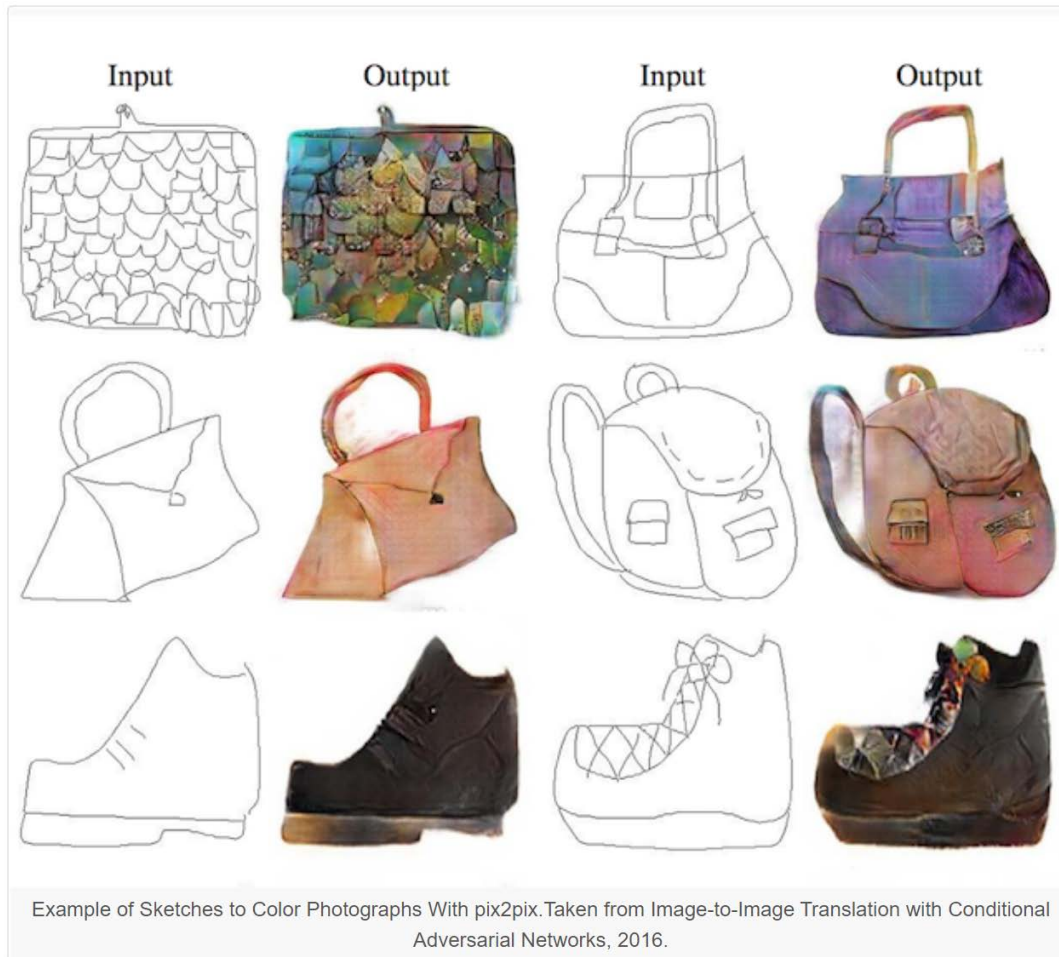 Input Output Input Output
Example of Sketches to Color Photographs With pix2pix.Taken from Image-to-Image Translation with Conditional
Adversarial Networks, 2016.